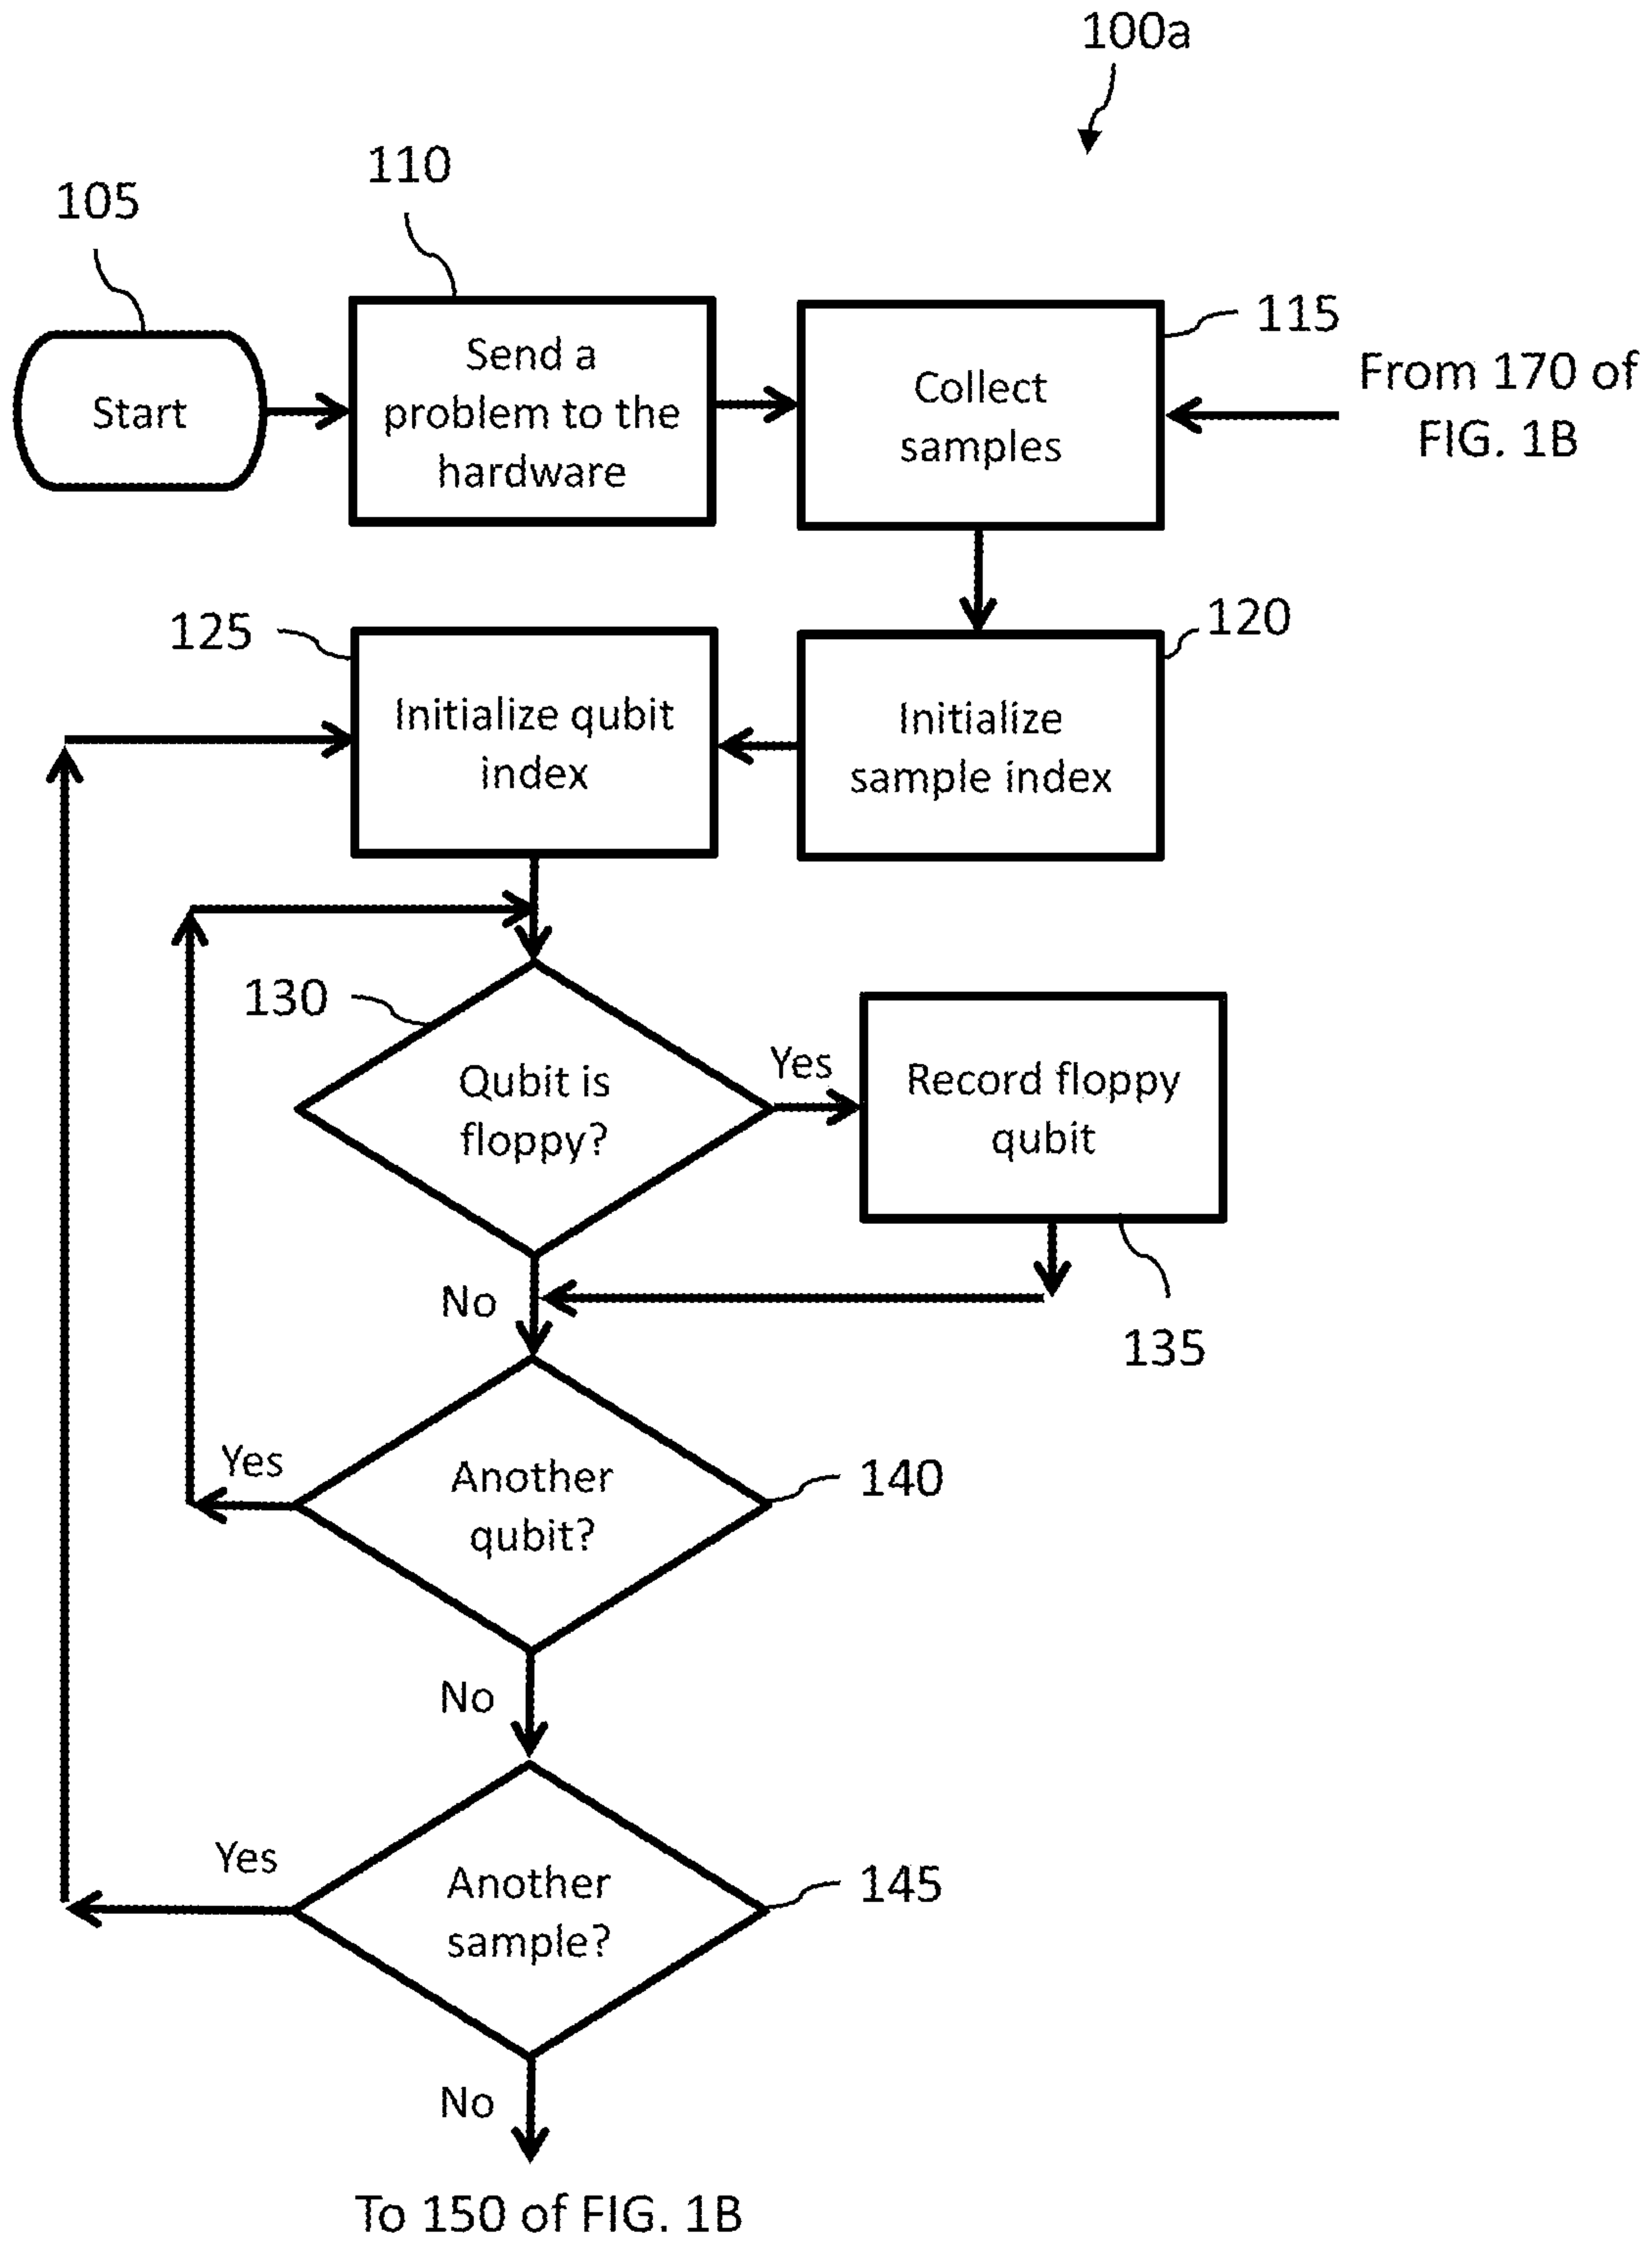 100a
110
105
Start
Send a
problem to the
hardware
Collect
samples
115
From 170 of
FIG. 1B
125
120
Initialize qubit
index
Initialize
sample index
130
Qubit is
floppy?
Yes
Record floppy
qubit
No
135
Yes
Another
qubit?
140
No
Yes
Another
sample?
145
No
To 150 of FIG. 1B